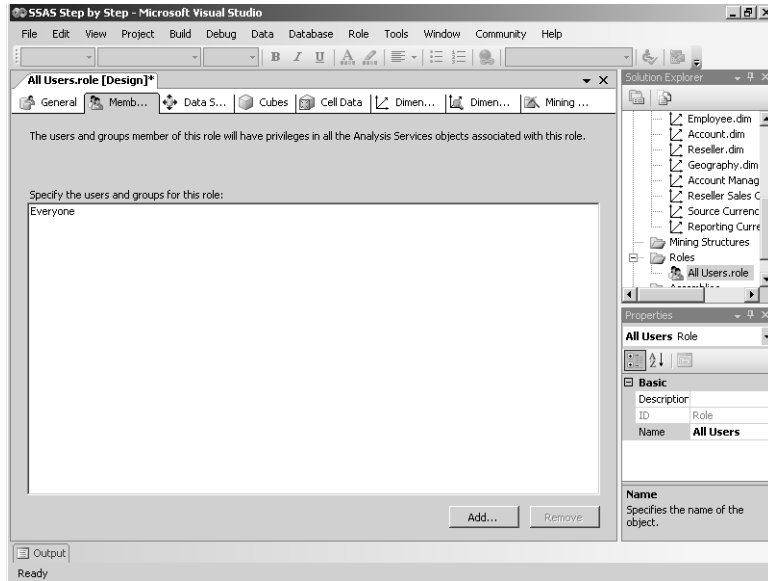 SSAS Step by Step - Microsoft Visual Studio
File Edit View Project Build Debug Data Database Role Tools Window Community Help
All Users.role [Design]*
General Memb... Data S... Cubes Cell Data Dimen... Dimen... Mining ...
The users and groups member of this role will have privileges in all the Analysis Services objects associated with this role.
Specify the users and groups for this role:
Everyone
Add... Remove
Output
Ready
Solution Explorer
Employee.dim
Account.dim
Reseller.dim
Geography.dim
Account Manag
Reseller Sales C
Source Currenc
Reporting Curre
Mining Structures
Roles
All Users.role
Properties
All Users Role
Basic
Description
ID Role
Name All Users
Name
Specifies the name of the
object.